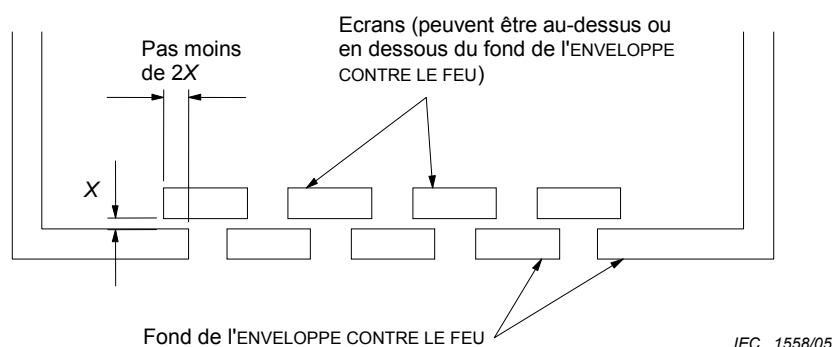 Pas moins
de 2X
Ecrans (peuvent être au-dessus ou
en dessous du fond de l'ENVELOPPE
CONTRE LE FEU)
X
Fond de l'ENVELOPPE CONTRE LE FEU
IEC 1558/05